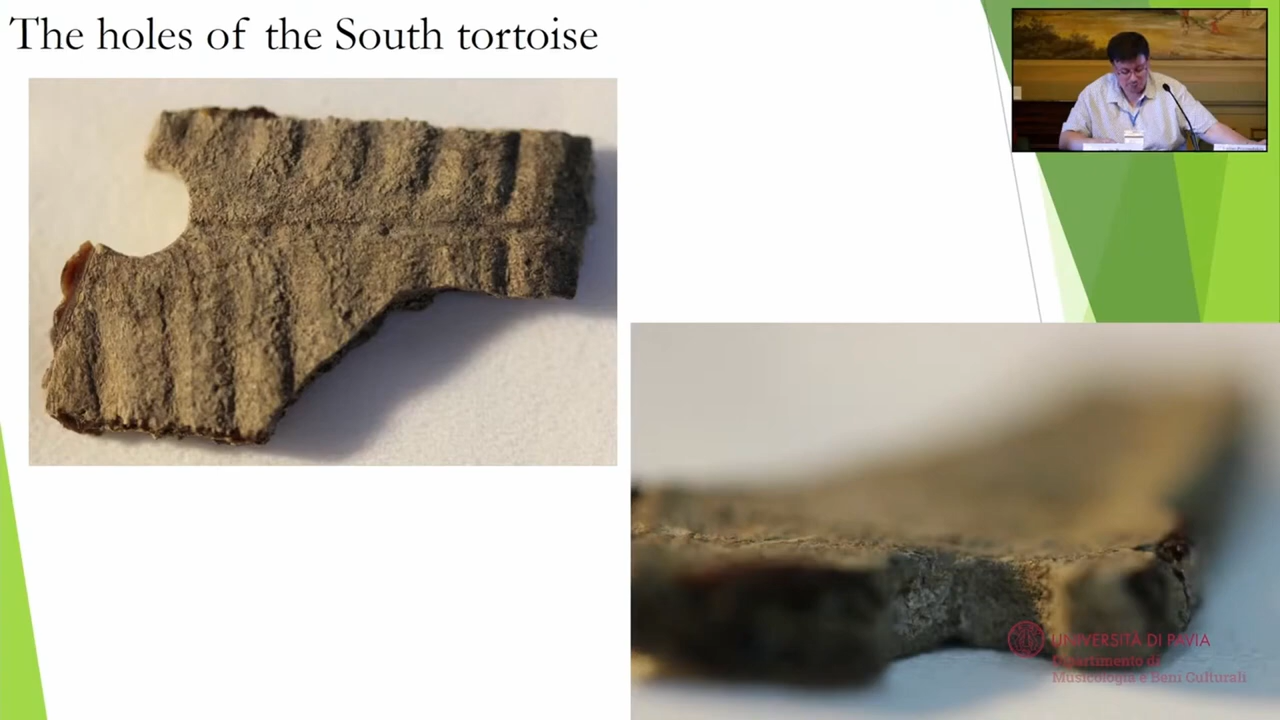 The holes of the South tortoise
UNIVERSITÀ DI PAVIA
Dipartimento di
Musicologia e Beni Culturali